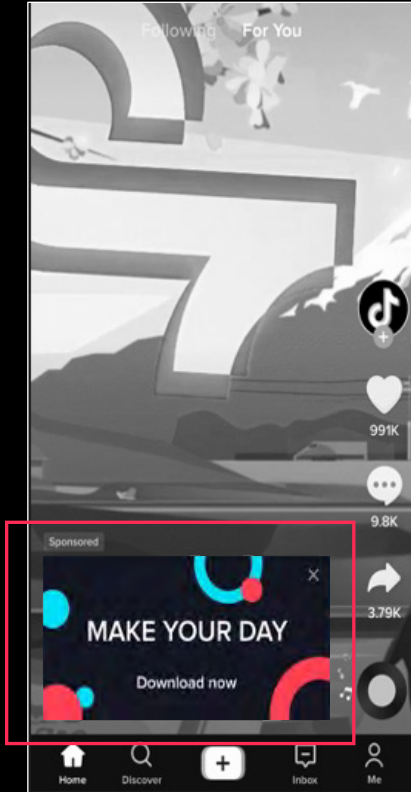 Following For You
991K
9.8K
Sponsored
MAKE YOUR DAY
Download now
3.79K
Home Discover Inbox Me